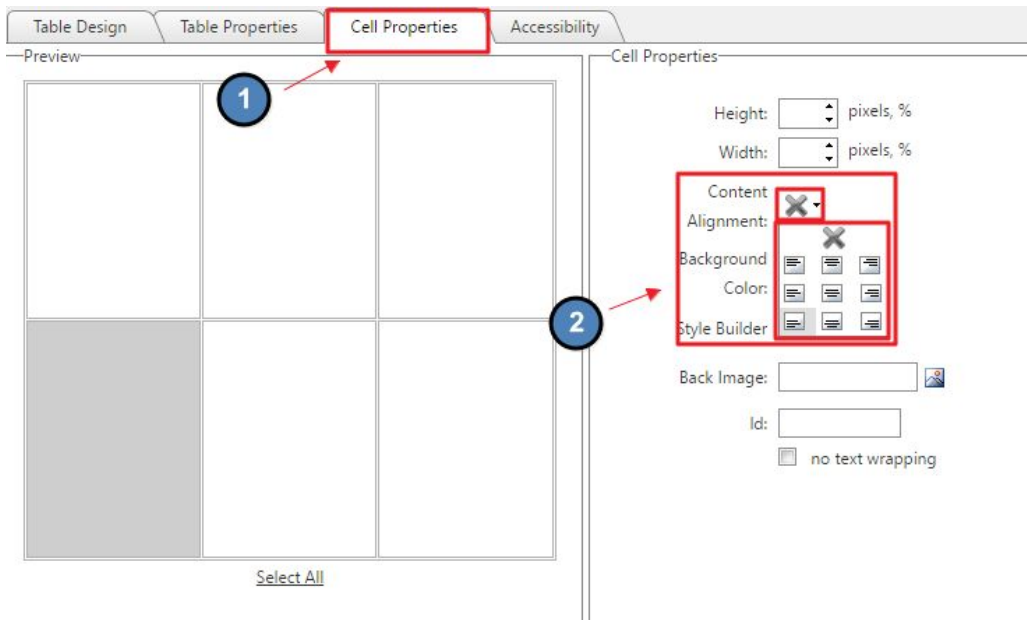 Table Design
Table Properties
Cell Properties
Accessibility
Preview
1
Select All
Cell Properties
Height:
pixels, %
Width:
pixels, %
Content
Alignment:
Background
Color:
2
Style Builder
Back Image:
Id:
no text wrapping